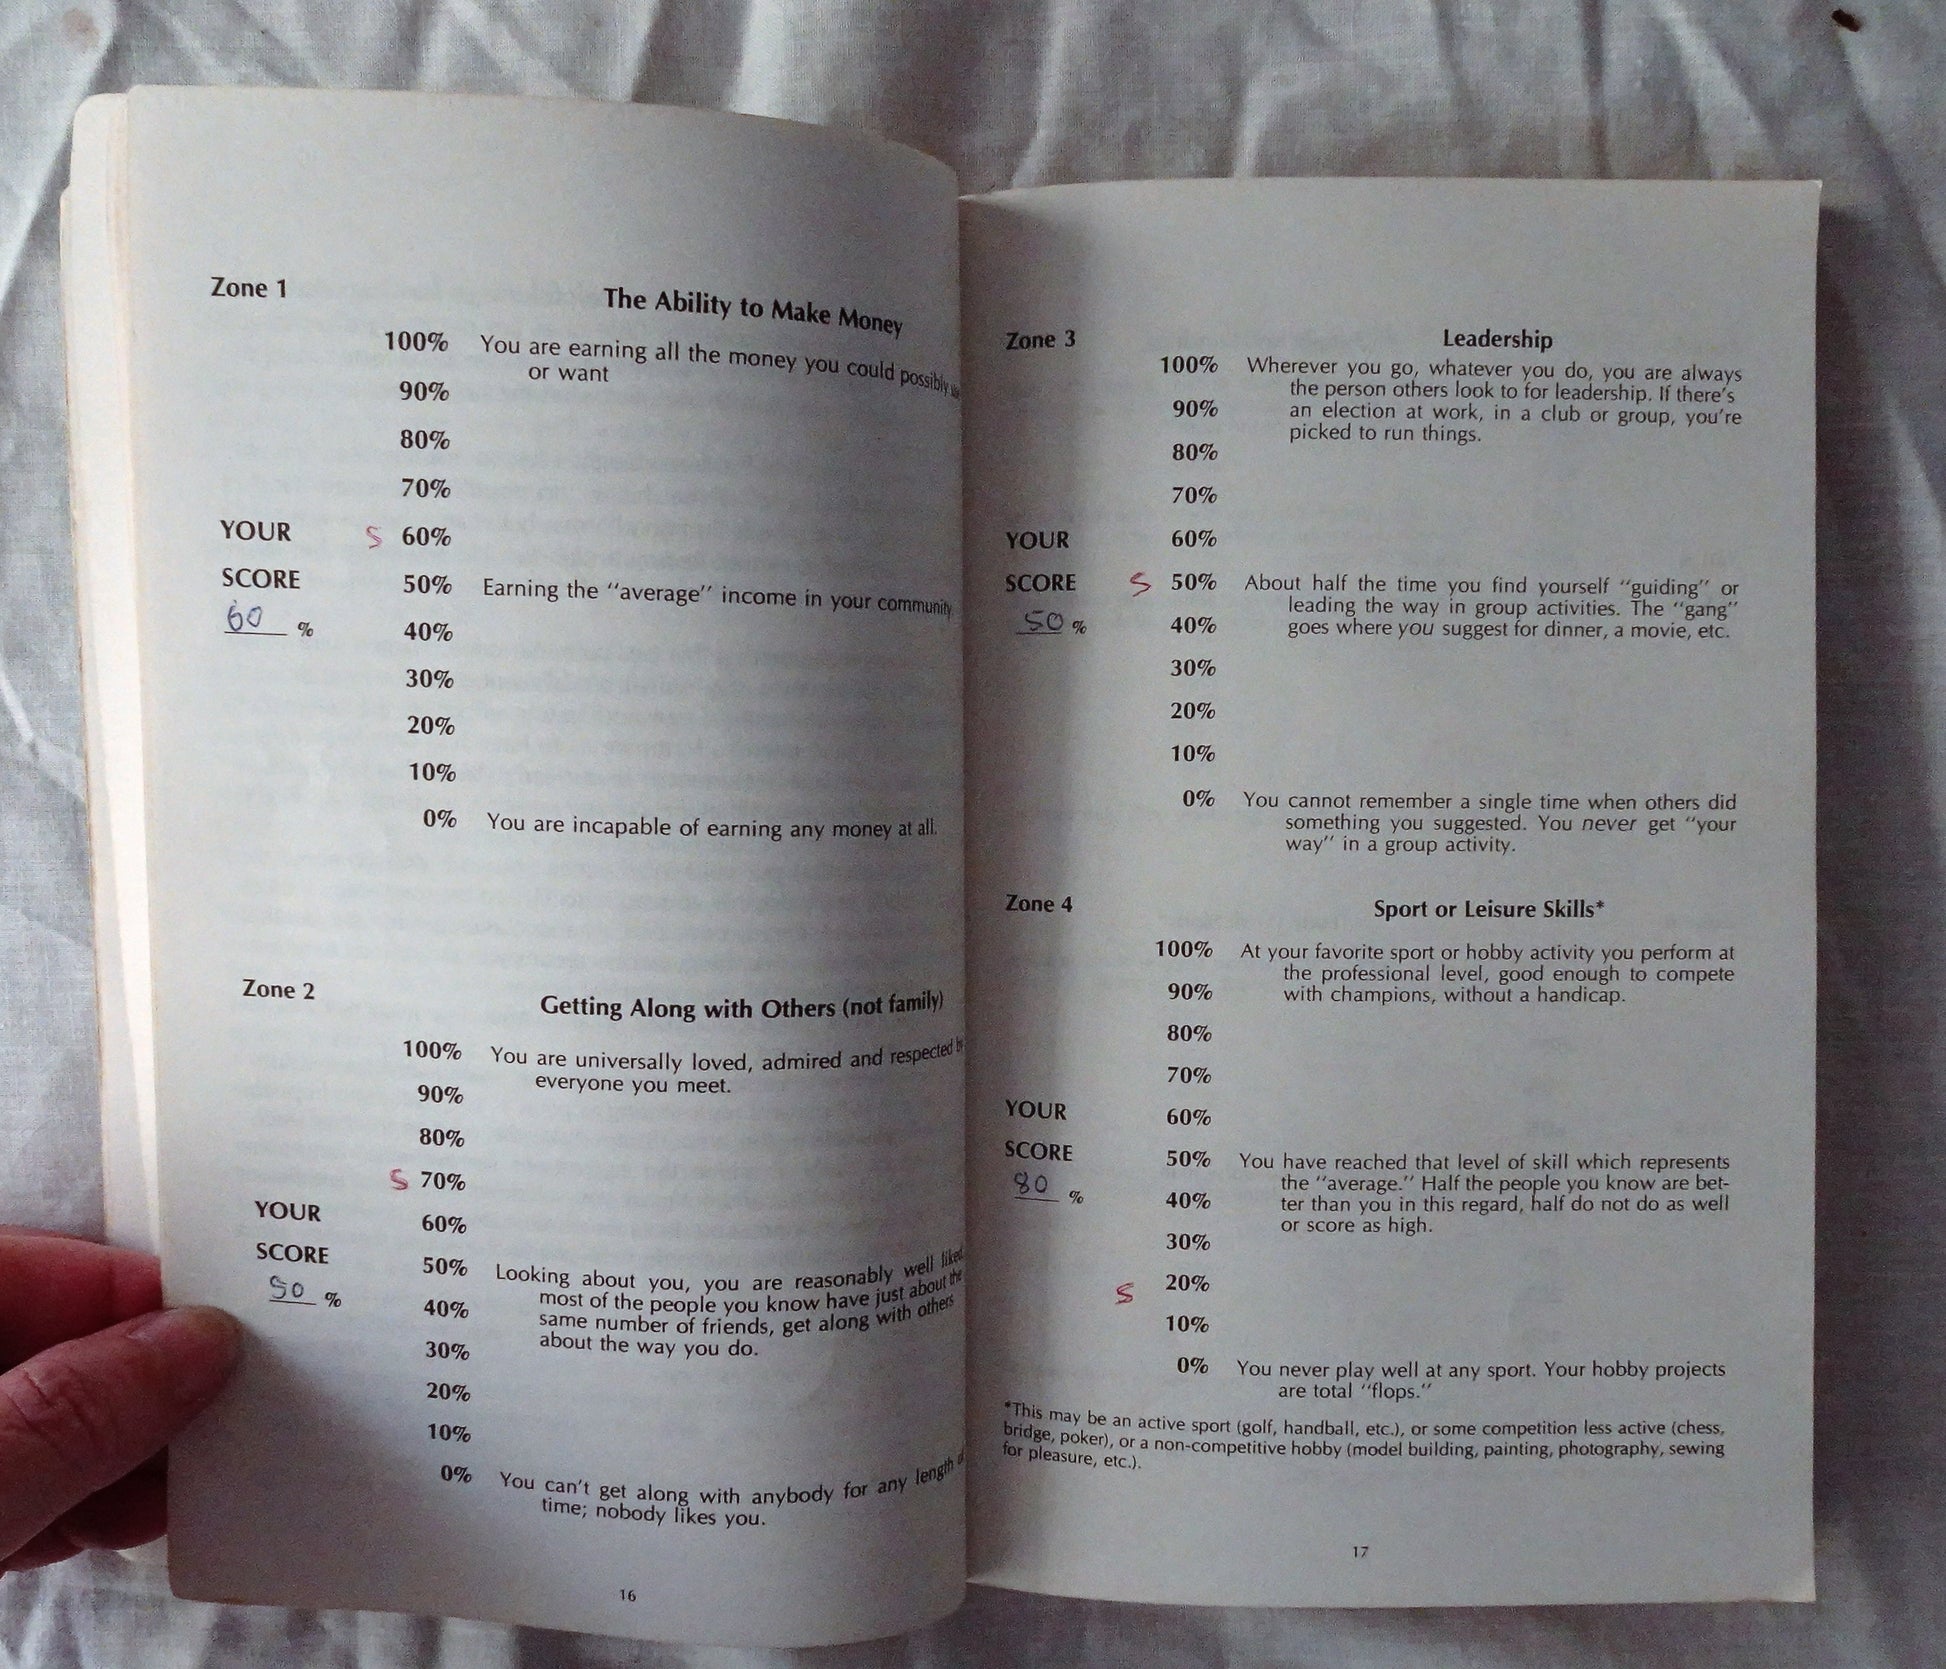 Zone 1
The Ability to Make Money
100% You are earning all the money you could possibly
or want
90%
80%
70%
YOUR S 60%
SCORE 50% Earning the "average" income in your community
60 % 40%
30%
20%
10%
0% You are incapable of earning any money at all.
Zone 2
Getting Along with Others (not family)
100% You are universally loved, admired and respected by
everyone you meet.
90%
80%
S 70%
YOUR 60%
SCORE 50% Looking about you, you are reasonably well liked
most of the people you know have just about the
50 % 40% same number of friends, get along with others
about the way you do.
30%
20%
10%
0% You can't get along with anybody for any length of
time; nobody likes you.
16
Zone 3 Leadership
100% Wherever you go, whatever you do, you are always
the person others look to for leadership. If there's
90% an election at work, in a club or group, you're
picked to run things.
80%
70%
YOUR 60%
SCORE S 50% About half the time you find yourself "guiding" or
leading the way in group activities. The "gang"
50 % 40% goes where you suggest for dinner, a movie, etc.
30%
20%
10%
0% You cannot remember a single time when others did
something you suggested. You never get "your
way" in a group activity.
Zone 4 Sport or Leisure Skills*
100% At your favorite sport or hobby activity you perform at
the professional level, good enough to compete
90% with champions, without a handicap.
80%
70%
YOUR 60%
SCORE 50% You have reached that level of skill which represents
the "average." Half the people you know are bet-
80 % 40% ter than you in this regard, half do not do as well
or score as high.
30%
S 20%
10%
0% You never play well at any sport. Your hobby projects
are total "flops."
*This may be an active sport (golf, handball, etc.), or some competition less active (chess,
bridge, poker), or a non-competitive hobby (model building, painting, photography, sewing
for pleasure, etc.).
17